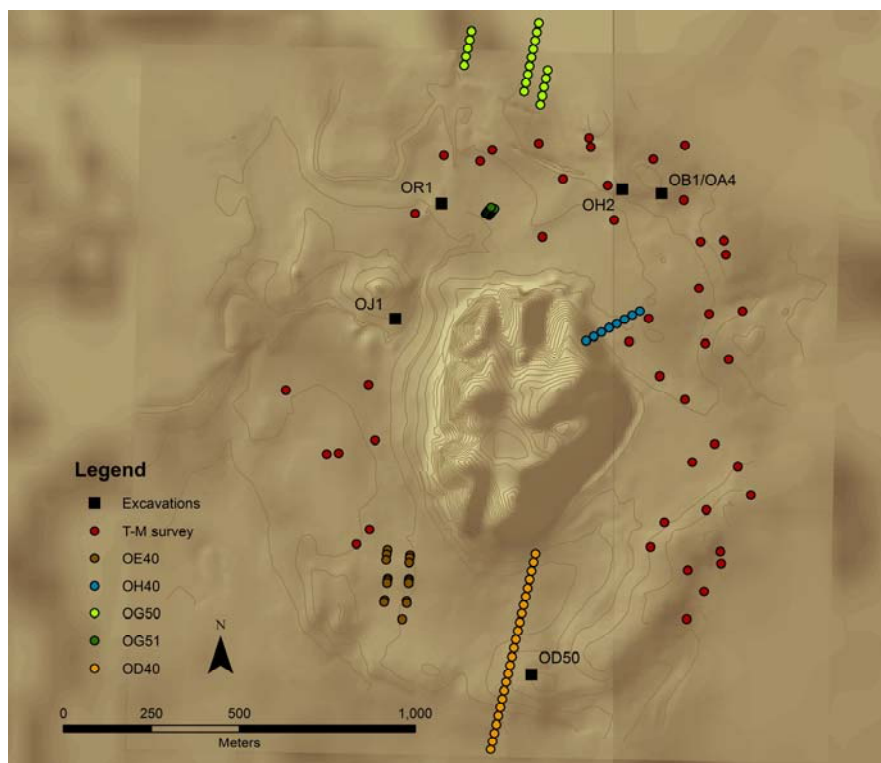 OR1
OH2
OB1/OA4
OJ1
Legend
Excavations
T-M survey
OE40
OH40
OG50
OG51
OD40
N
OD50
0 250 500 1,000
Meters